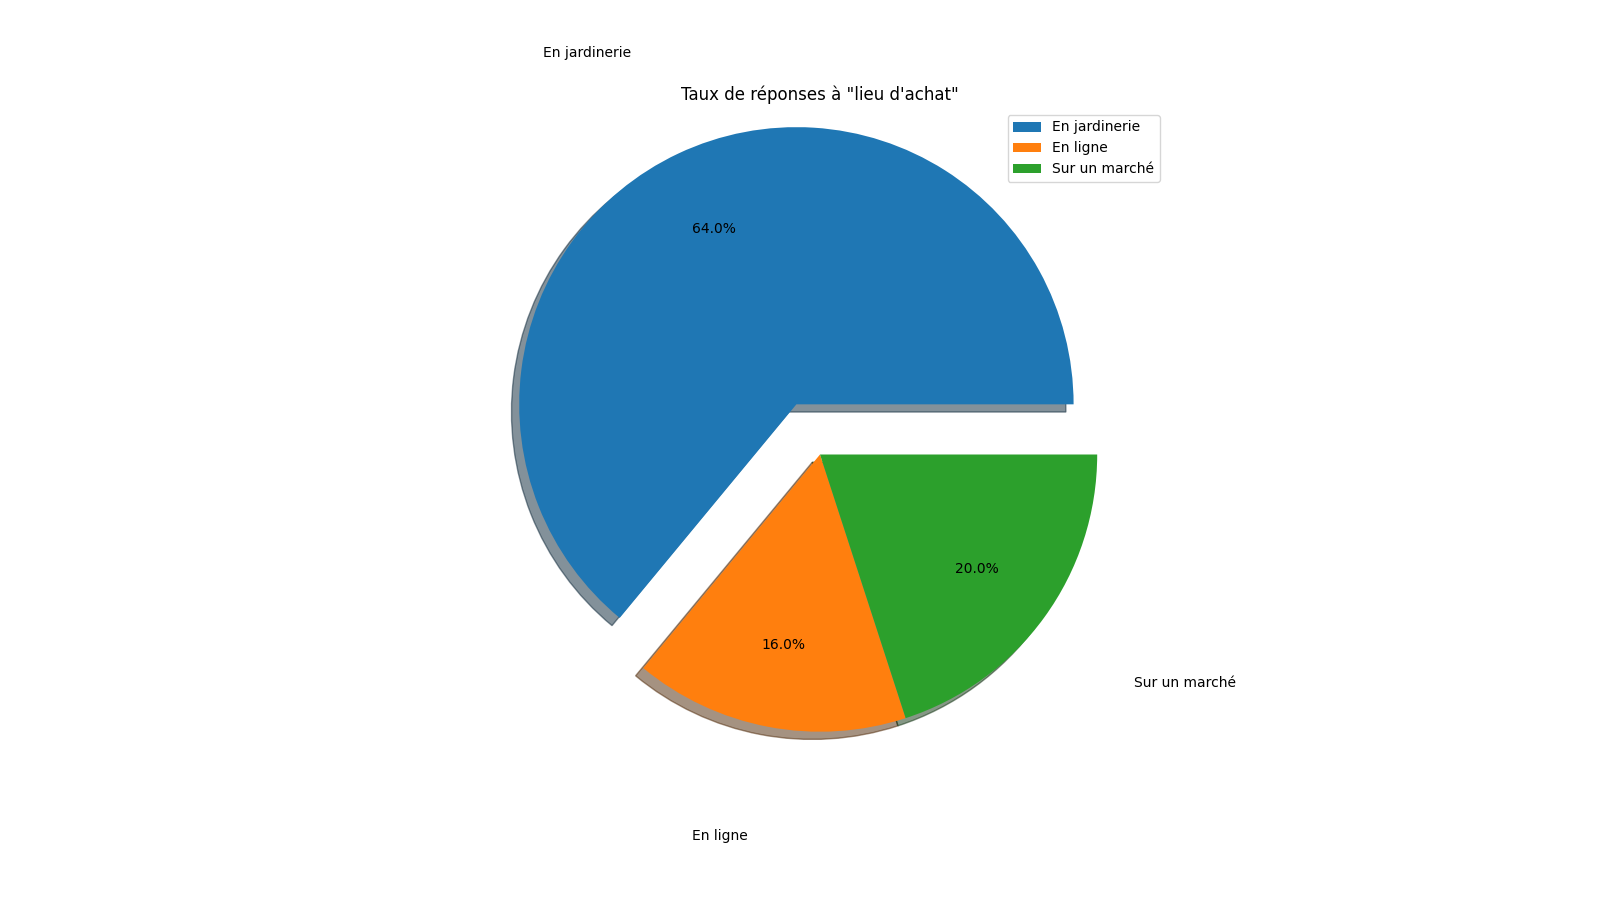 En jardinerie
Taux de réponses à "lieu d'achat"
En jardinerie
En ligne
Sur un marché
64.0%
20.0%
16.0%
Sur un marché
En ligne